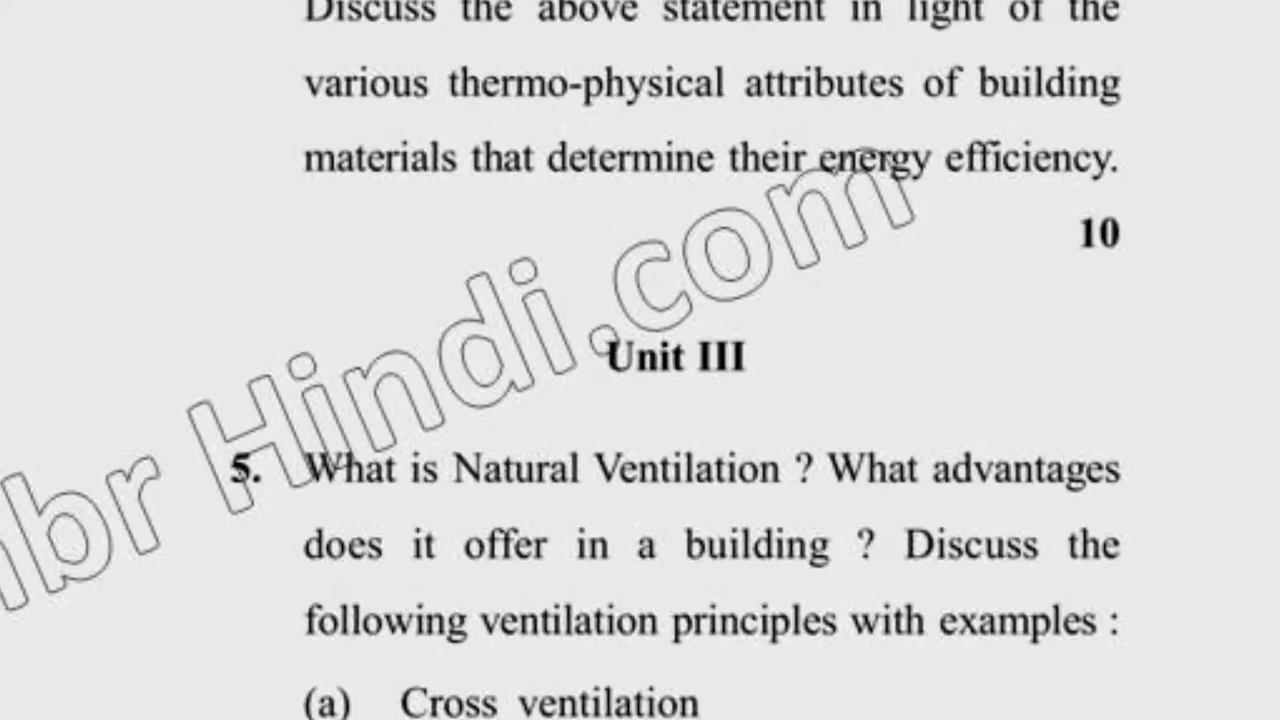 Discuss the above statement in light of the
various thermo-physical attributes of building
materials that determine their energy efficiency.
10
Unit III
5. What is Natural Ventilation ? What advantages
does it offer in a building ? Discuss the
following ventilation principles with examples :
(a) Cross ventilation
Hindi.com